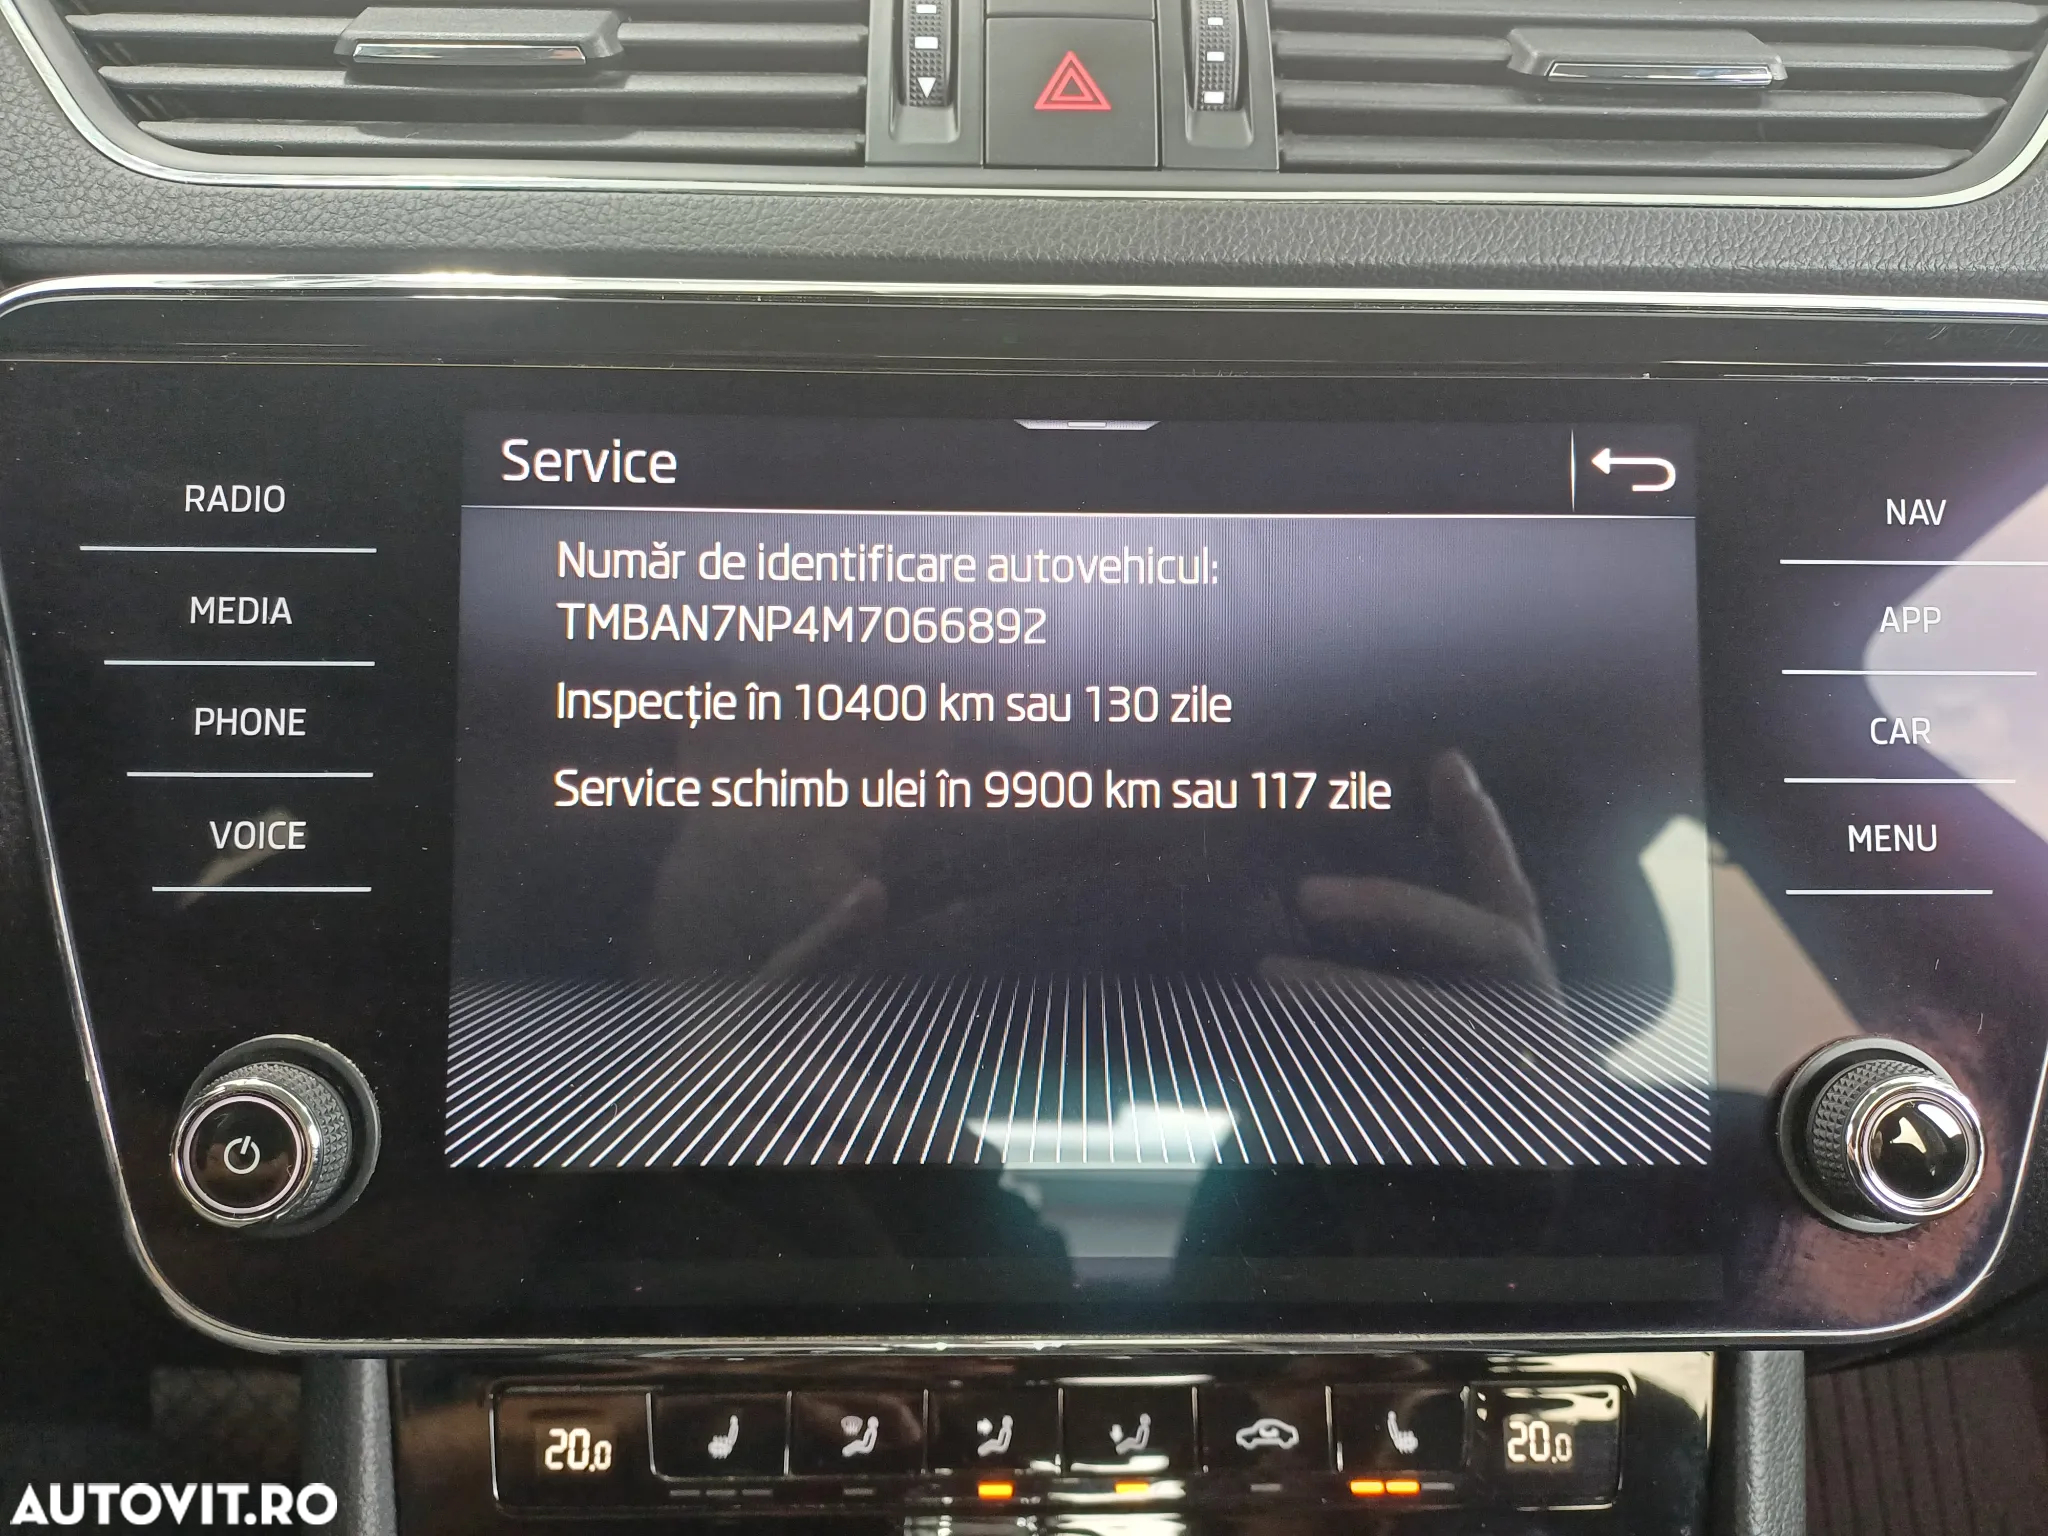 Service
RADIO
NAV
Număr de identificare autovehicul:
TMBAN7NP4M7066892
MEDIA
APP
Inspecție în 10400 km sau 130 zile
PHONE
CAR
Service schimb ulei în 9900 km sau 117 zile
VOICE
MENU
20.0
20.0
AUTOVIT.RO